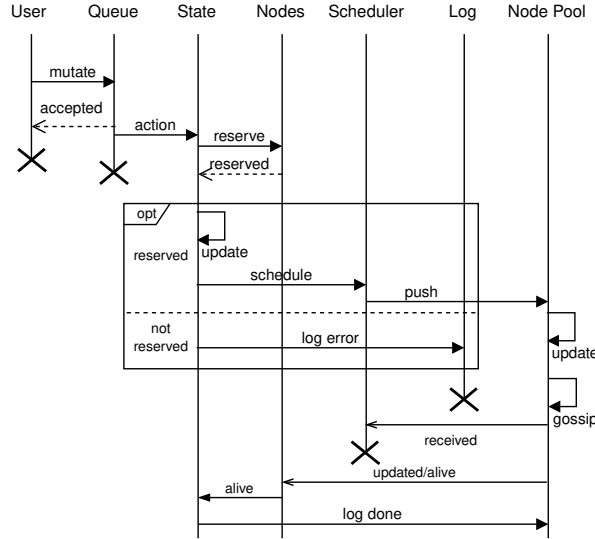 User Queue State Nodes Scheduler Log Node Pool
mutate
accepted
action
reserve
reserved
opt
update
reserved
schedule
push
not
reserved
log error
update
gossip
received
updated/alive
alive
log done